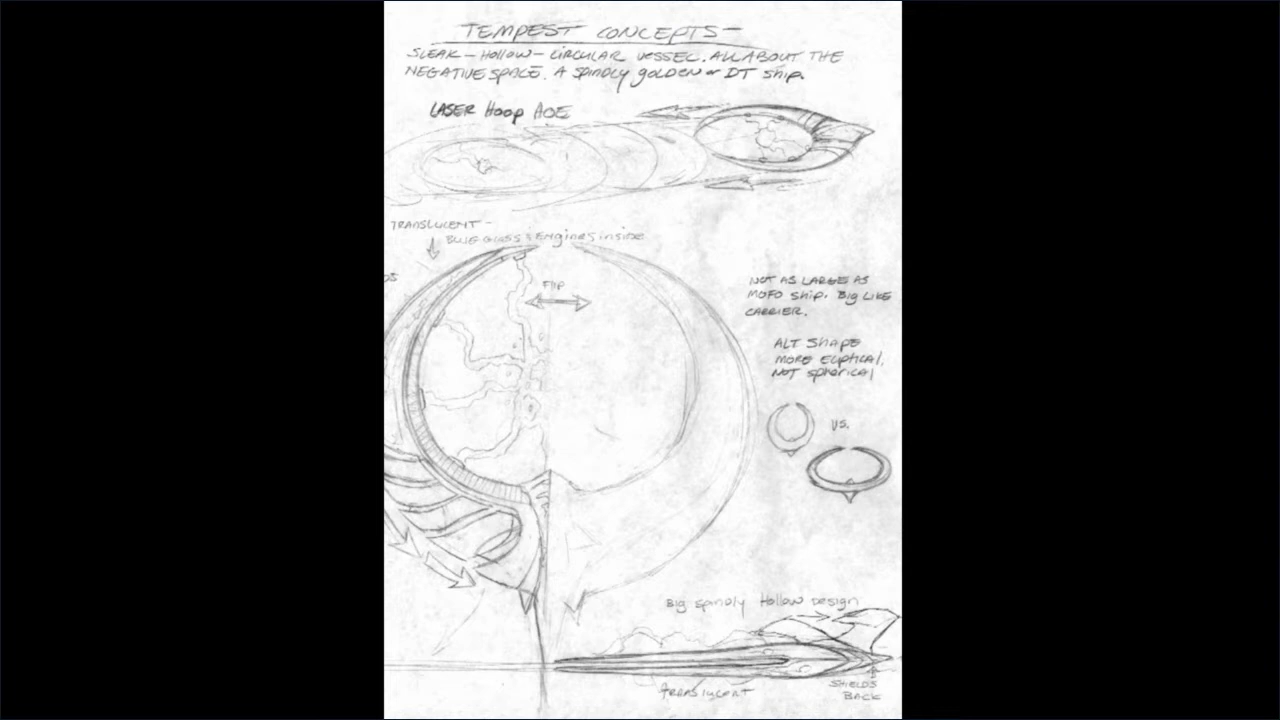 TEMPEST CONCEPTS-
SLEAK - Hollow - CIRCULAR VESSEL. ALL ABOUT THE
NEGATIVE SPACE. A SPINDLY GOLDEN or DT Ship.
LASER Hoop AOE
TRANSLUCENT -
BLUE GLASS Engines inside
Flip
NOT AS LARGE AS
MOFO Ship. Big LIKE
CARRIER.
ALT Shape
MORE Eliptical.
NOT spherical
VS.
Big spindly Hollow Design
Translucent
SHIELDS
BACK